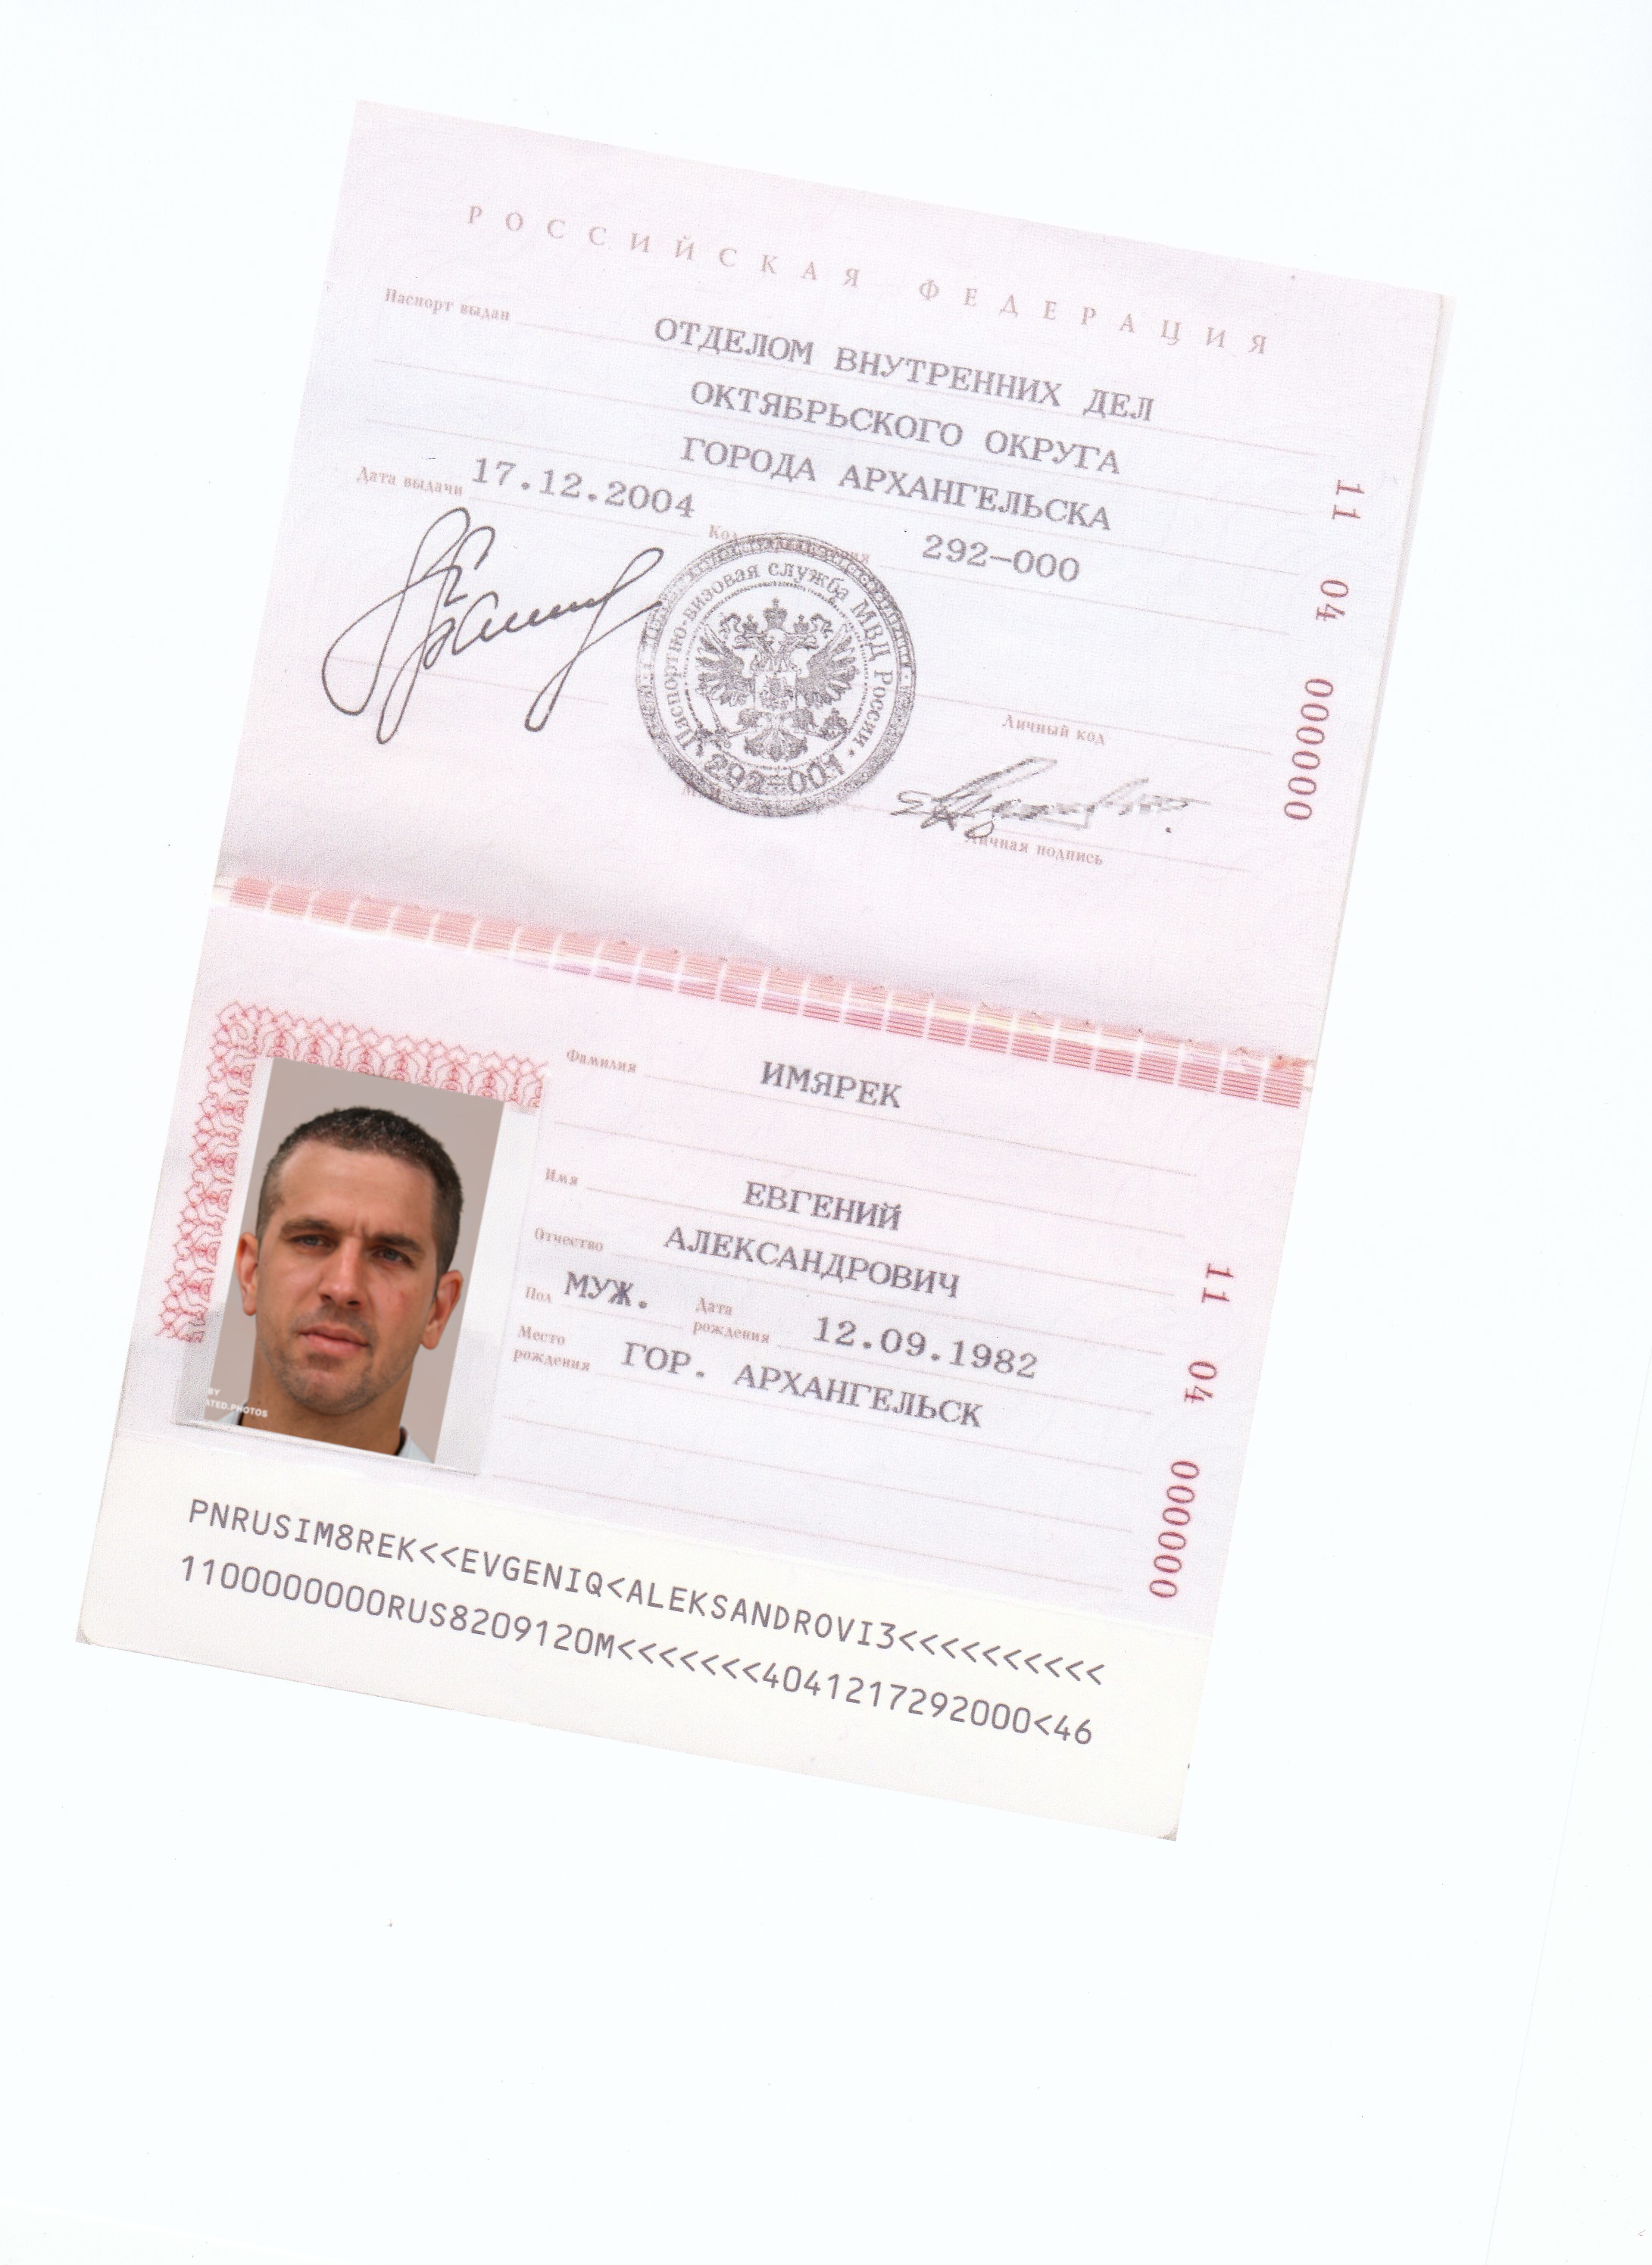 РОССИЙСКАЯ ФЕДЕРАЦИЯ
Паспорт выдан ОТДЕЛОМ ВНУТРЕННИХ ДЕЛ
ОКТЯБРЬСКОГО ОКРУГА
ГОРОДА АРХАНГЕЛЬСКА
Дата выдачи 17.12.2004 Код 292-000
Паспортно-визовая служба МВД России
292-001
Личный код
Личная подпись
11 04 000000
Фамилия ИМЯРЕК
Имя ЕВГЕНИЙ
Отчество АЛЕКСАНДРОВИЧ
Пол МУЖ. Дата рождения 12.09.1982
Место рождения ГОР. АРХАНГЕЛЬСК
11 04 000000
BY
ATED.PHOTOS
PNRUSIM8REK<<EVGENIQ<ALEKSANDROVI3<<<<<<<<<<
1100000000RUS8209120M<<<<<<<4041217292000<46